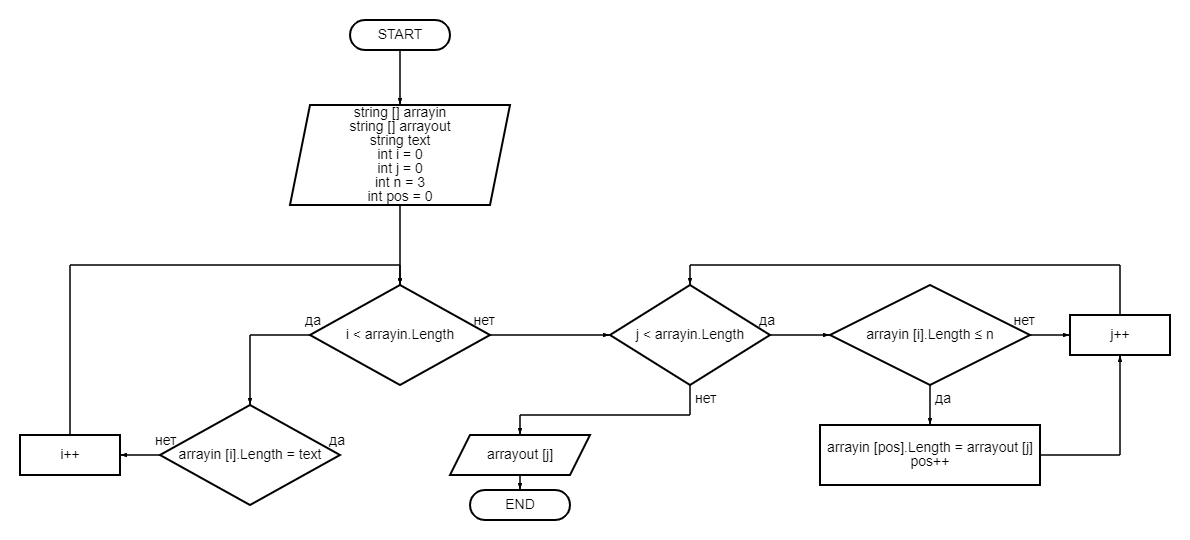 START
string [] arrayin
string [] arrayout
string text
int i = 0
int j = 0
int n = 3
int pos = 0
да
i < arrayin.Length
нет
j < arrayin.Length
да
arrayin [i].Length ≤ n
нет
j++
нет
да
i++
нет
arrayin [i].Length = text
да
arrayout [j]
arrayin [pos].Length = arrayout [j]
pos++
END